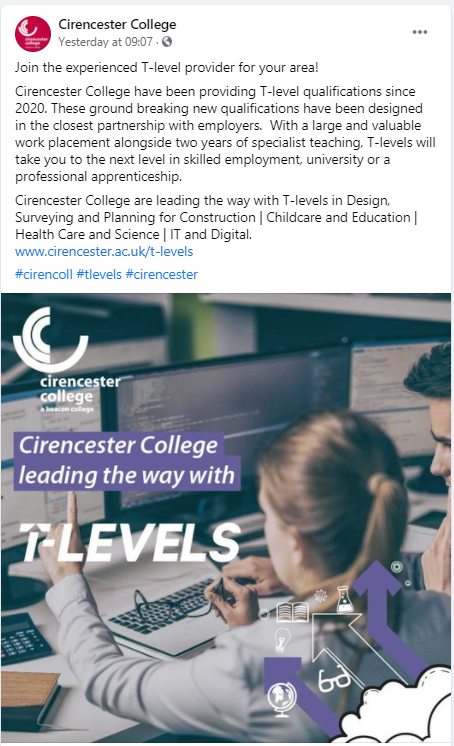 Cirencester College
Yesterday at 09:07 ·
Join the experienced T-level provider for your area!
Cirencester College have been providing T-level qualifications since
2020. These ground breaking new qualifications have been designed
in the closest partnership with employers. With a large and valuable
work placement alongside two years of specialist teaching, T-levels will
take you to the next level in skilled employment, university or a
professional apprenticeship.
Cirencester College are leading the way with T-levels in Design,
Surveying and Planning for Construction | Childcare and Education |
Health Care and Science | IT and Digital.
www.cirencester.ac.uk/t-levels
#cirencoll #tlevels #cirencester
cirencester
college
a beacon college
Cirencester College
leading the way with
T-LEVELS